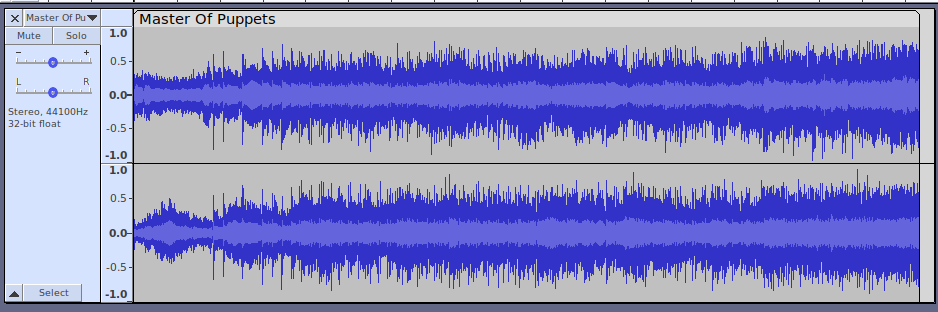 Master Of Pu
Master Of Puppets
Mute
Solo
-
+
L
R
Stereo, 44100Hz
32-bit float
Select
1.0
0.5-
0.0-
-0.5-
-1.0
1.0
0.5-
0.0-
-0.5-
-1.0